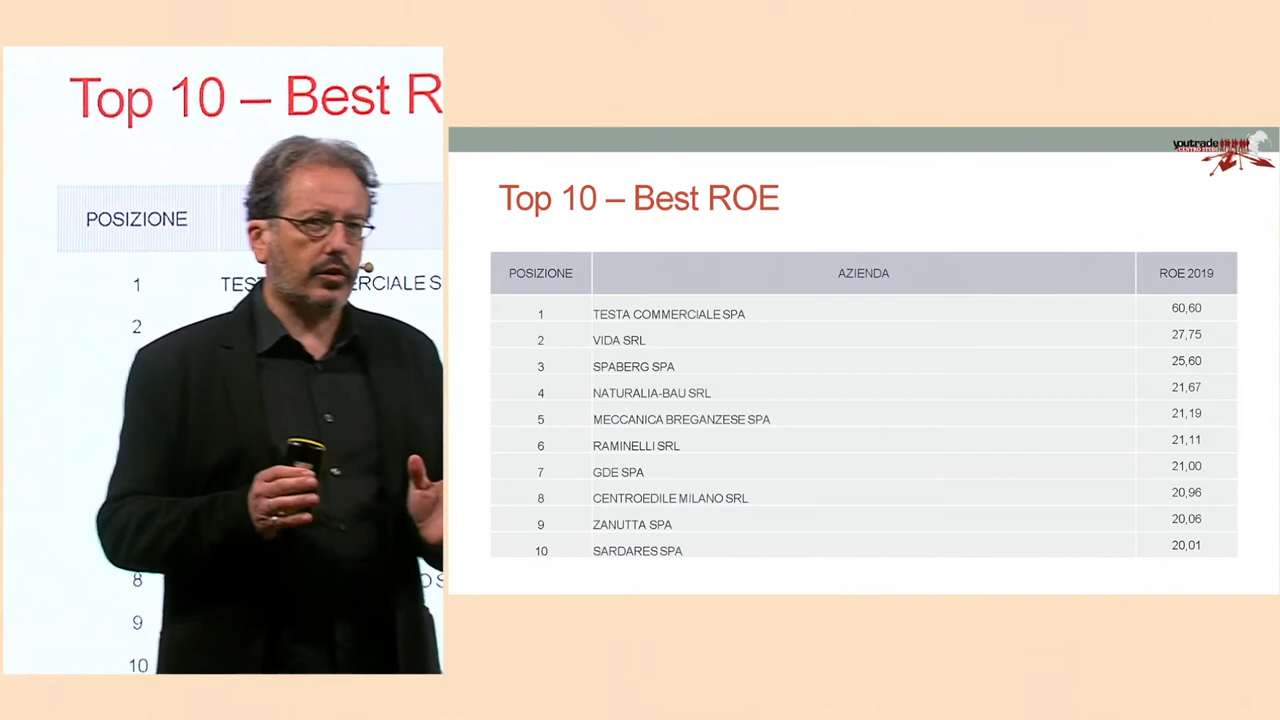 Top 10 – Best R
POSIZIONE
1
TES
ERCIALE S
2
8
O S
9
10
youtrade
Top 10 – Best ROE
POSIZIONE AZIENDA ROE 2019
1 TESTA COMMERCIALE SPA 60,60
2 VIDA SRL 27,75
3 SPABERG SPA 25,60
4 NATURALIA-BAU SRL 21,67
5 MECCANICA BREGANZESE SPA 21,19
6 RAMINELLI SRL 21,11
7 GDE SPA 21,00
8 CENTROEDILE MILANO SRL 20,96
9 ZANUTTA SPA 20,06
10 SARDARES SPA 20,01